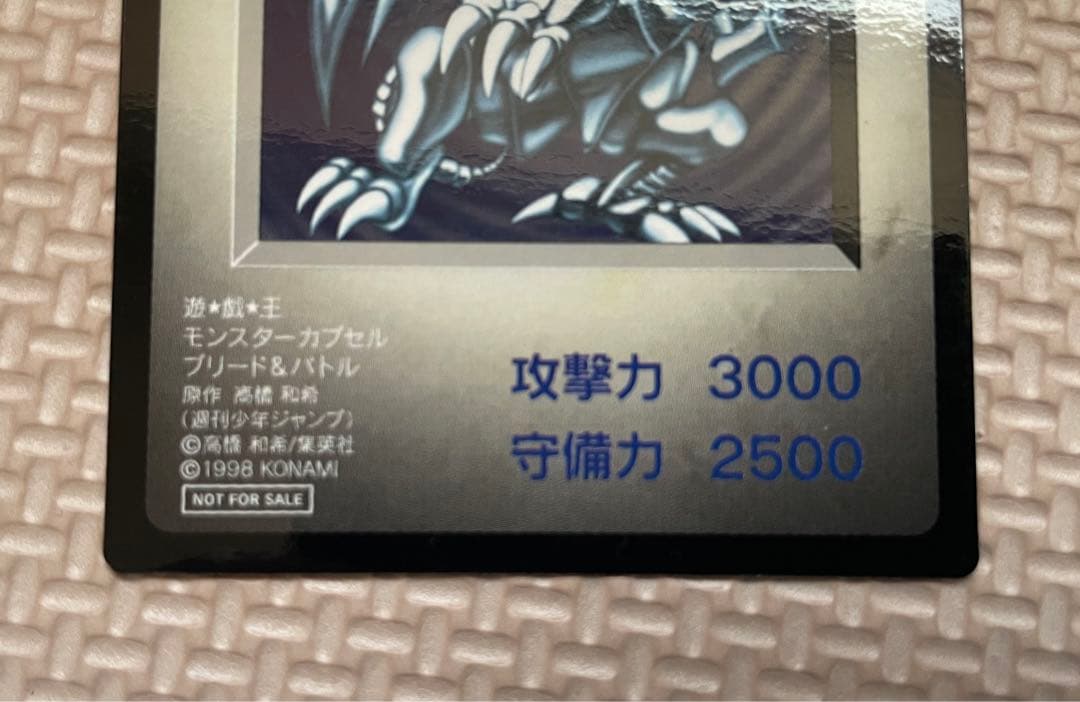 遊★戯★王
モンスターカプセル
ブリード&バトル
原作 高橋 和希
(週刊少年ジャンプ)
©高橋 和希/集英社
©1998 KONAMI
NOT FOR SALE
攻撃力 3000
守備力 2500